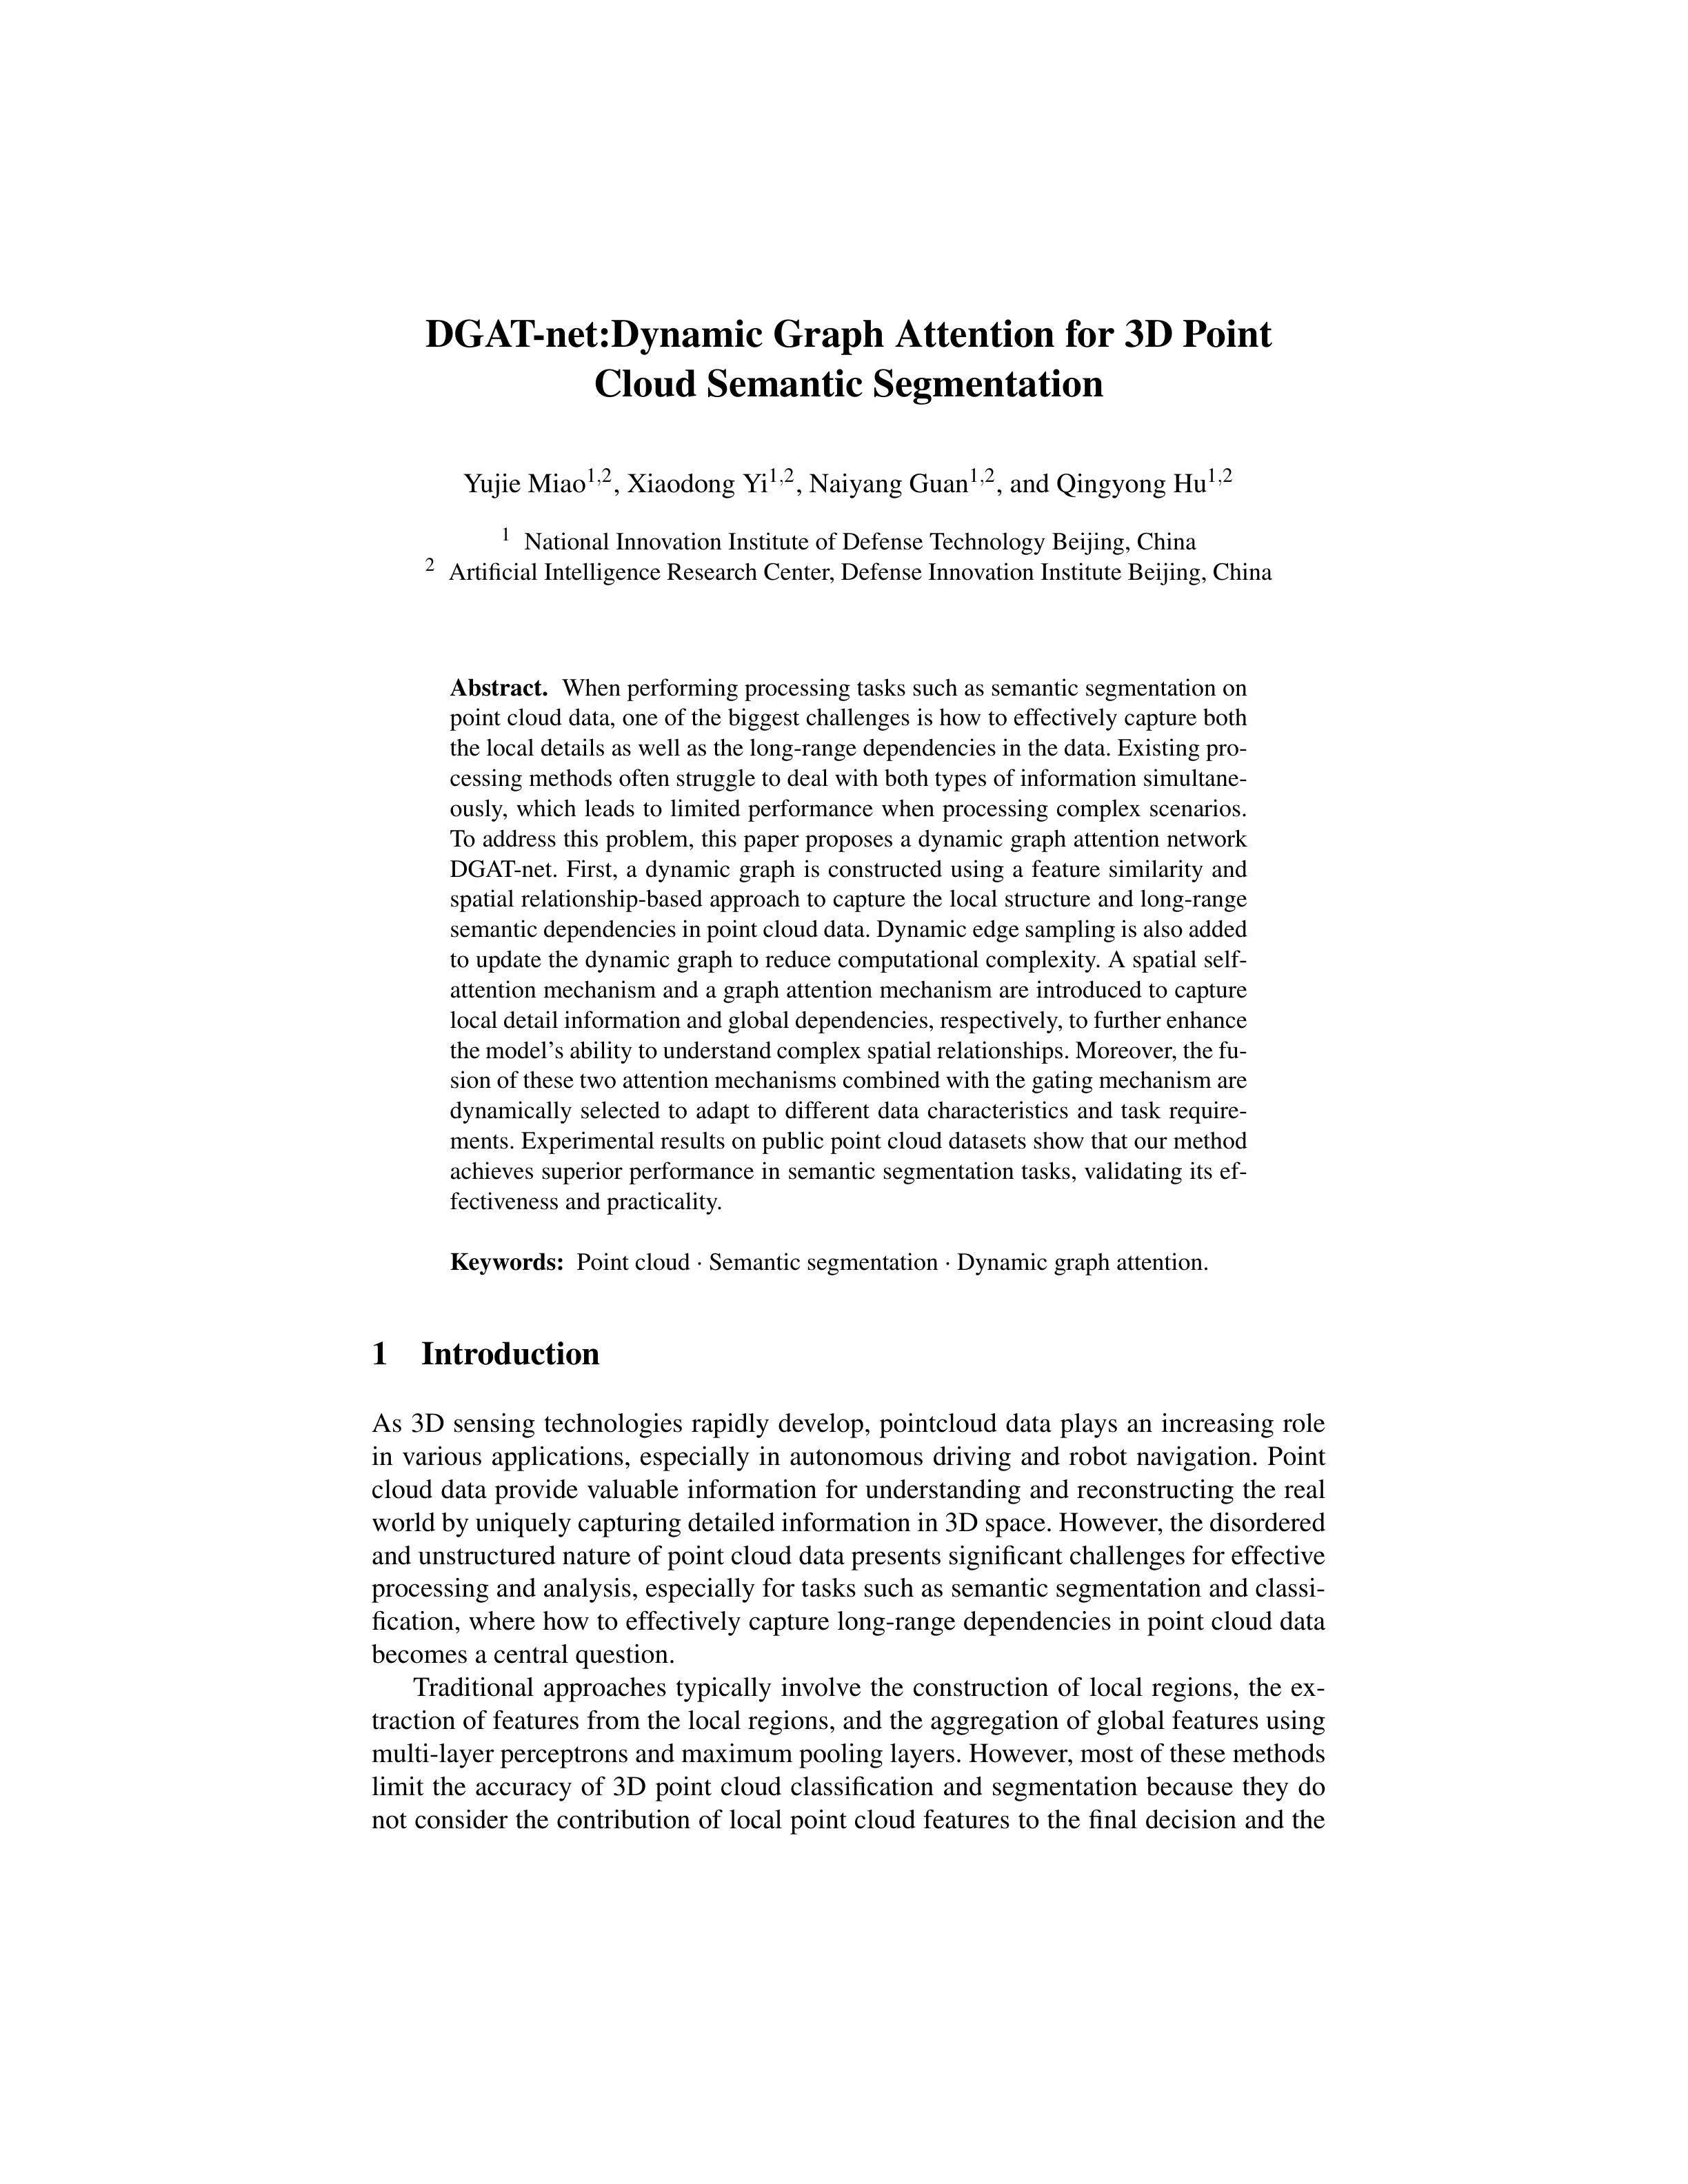 DGAT-net:Dynamic Graph Attention for 3D Point
Cloud Semantic Segmentation
Yujie Miao1,2, Xiaodong Yi1,2, Naiyang Guan1,2, and Qingyong Hu1,2
1 National Innovation Institute of Defense Technology Beijing, China
2 Artificial Intelligence Research Center, Defense Innovation Institute Beijing, China
Abstract. When performing processing tasks such as semantic segmentation on
point cloud data, one of the biggest challenges is how to effectively capture both
the local details as well as the long-range dependencies in the data. Existing pro-
cessing methods often struggle to deal with both types of information simultane-
ously, which leads to limited performance when processing complex scenarios.
To address this problem, this paper proposes a dynamic graph attention network
DGAT-net. First, a dynamic graph is constructed using a feature similarity and
spatial relationship-based approach to capture the local structure and long-range
semantic dependencies in point cloud data. Dynamic edge sampling is also added
to update the dynamic graph to reduce computational complexity. A spatial self-
attention mechanism and a graph attention mechanism are introduced to capture
local detail information and global dependencies, respectively, to further enhance
the model's ability to understand complex spatial relationships. Moreover, the fu-
sion of these two attention mechanisms combined with the gating mechanism are
dynamically selected to adapt to different data characteristics and task require-
ments. Experimental results on public point cloud datasets show that our method
achieves superior performance in semantic segmentation tasks, validating its ef-
fectiveness and practicality.
Keywords: Point cloud · Semantic segmentation · Dynamic graph attention.
1 Introduction
As 3D sensing technologies rapidly develop, pointcloud data plays an increasing role
in various applications, especially in autonomous driving and robot navigation. Point
cloud data provide valuable information for understanding and reconstructing the real
world by uniquely capturing detailed information in 3D space. However, the disordered
and unstructured nature of point cloud data presents significant challenges for effective
processing and analysis, especially for tasks such as semantic segmentation and classi-
fication, where how to effectively capture long-range dependencies in point cloud data
becomes a central question.
Traditional approaches typically involve the construction of local regions, the ex-
traction of features from the local regions, and the aggregation of global features using
multi-layer perceptrons and maximum pooling layers. However, most of these methods
limit the accuracy of 3D point cloud classification and segmentation because they do
not consider the contribution of local point cloud features to the final decision and the